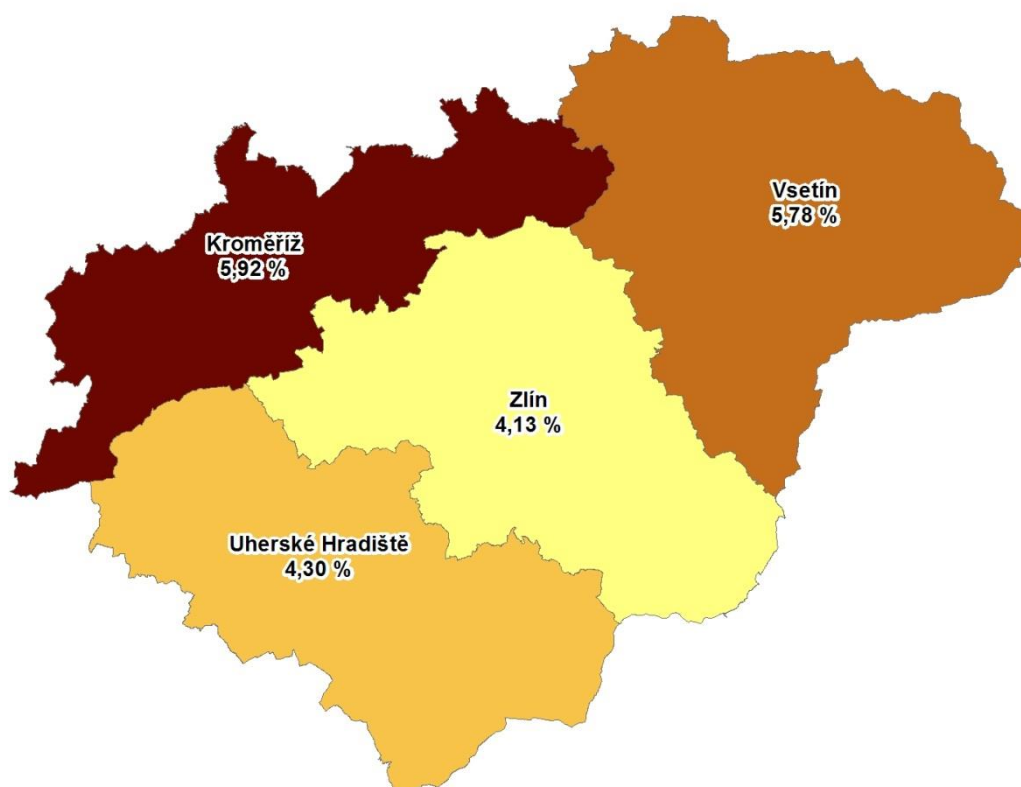 Vsetín
5,78 %
Kroměříž
5,92 %
Zlín
4,13 %
Uherské Hradiště
4,30 %